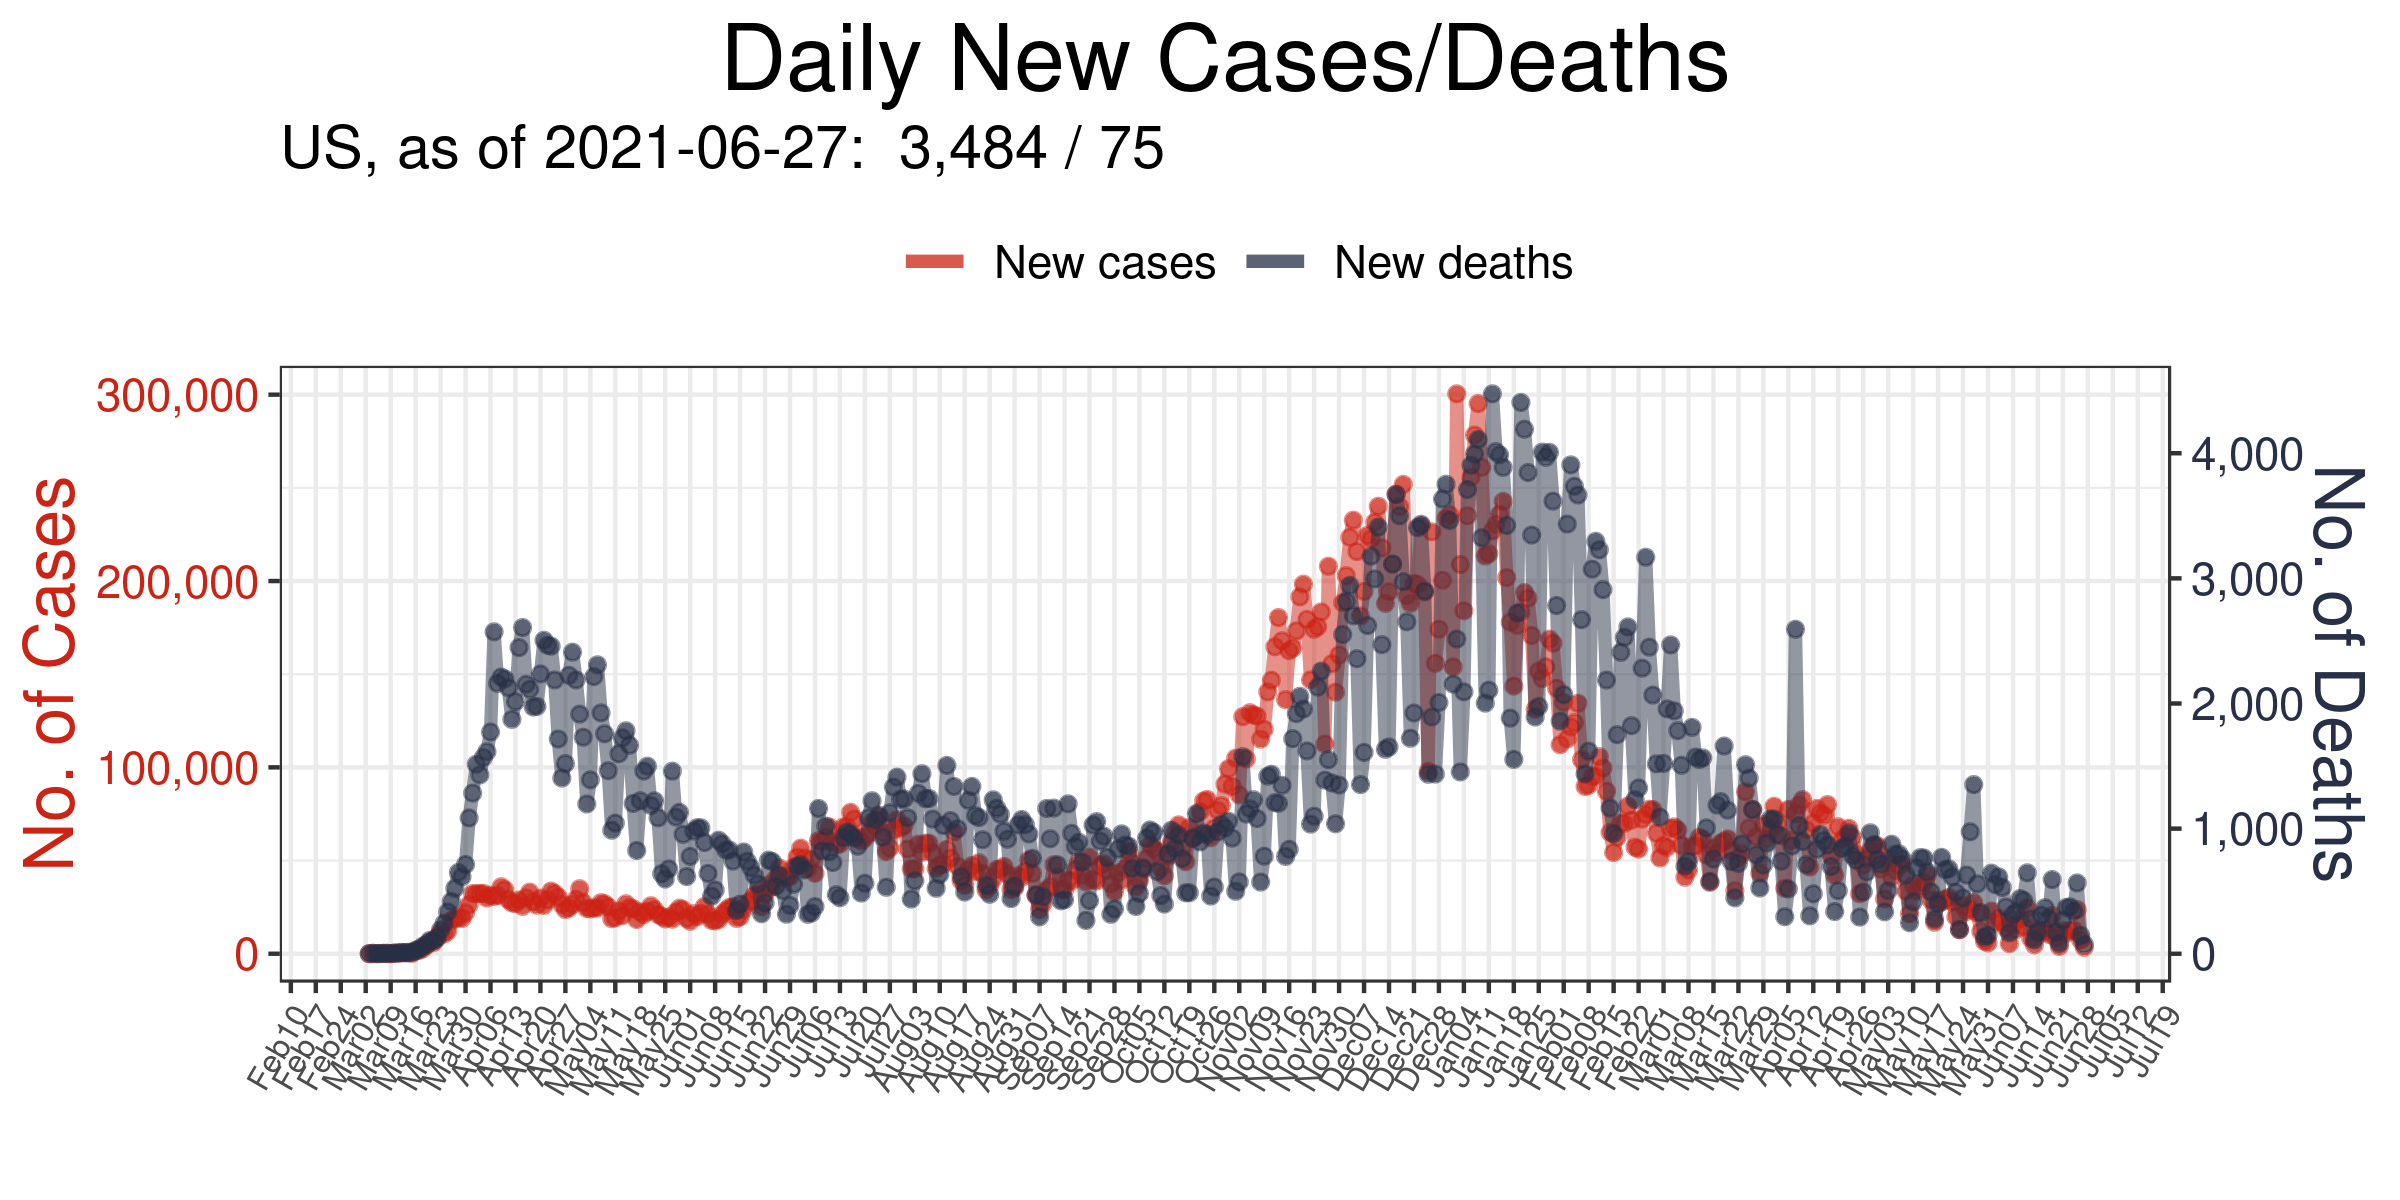 Daily New Cases/Deaths
US, as of 2021-06-27: 3,484 / 75
New cases
New deaths
No. of Cases
300,000
200,000
100,000
0
4,000
3,000
2,000
1,000
0
No. of Deaths
Feb10
Feb17
Feb24
Mar02
Mar09
Mar16
Mar23
Mar30
Apr06
Apr13
Apr20
Apr27
May04
May11
May18
May25
Jun01
Jun08
Jun15
Jun22
Jun29
Jul06
Jul13
Jul20
Jul27
Aug03
Aug10
Aug17
Aug24
Aug31
Sep07
Sep14
Sep21
Sep28
Oct05
Oct12
Oct19
Oct26
Nov02
Nov09
Nov16
Nov23
Nov30
Dec07
Dec14
Dec21
Dec28
Jan04
Jan11
Jan18
Jan25
Feb01
Feb08
Feb15
Feb22
Mar01
Mar08
Mar15
Mar22
Mar29
Apr05
Apr12
Apr19
Apr26
May03
May10
May17
May24
May31
Jun07
Jun14
Jun21
Jun28
Jul05
Jul12
Jul19